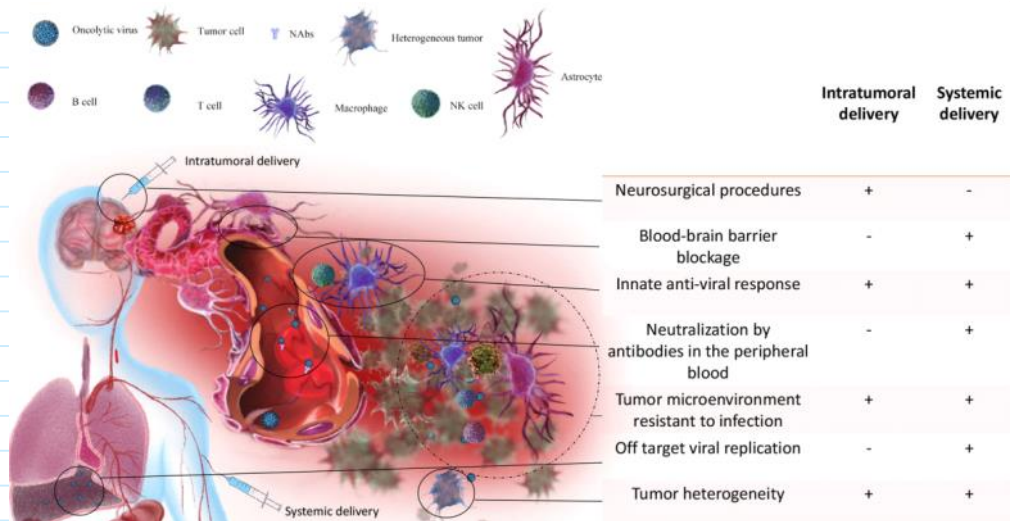 Oncolytic virus
Tumor cell
NAbs
Heterogeneous tumor
Astrocyte
B cell
T cell
Macrophage
NK cell
Intratumoral delivery
Systemic delivery
Intratumoral Systemic
delivery delivery
Neurosurgical procedures + -
Blood-brain barrier - +
blockage
Innate anti-viral response + +
Neutralization by - +
antibodies in the peripheral
blood
Tumor microenvironment + +
resistant to infection
Off target viral replication - +
Tumor heterogeneity + +